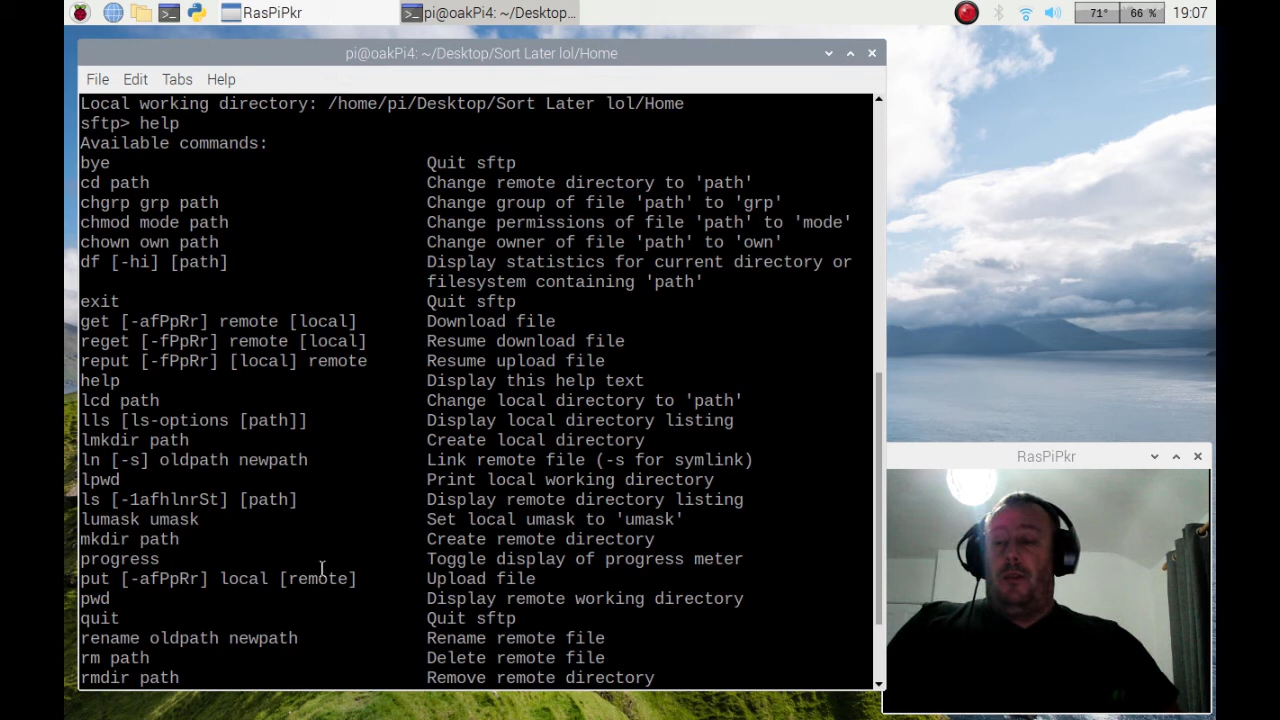 RasPiPkr
pi@oakPi4: ~/Desktop...
71°
66 %
19:07
pi@oakPi4: ~/Desktop/Sort Later lol/Home
File Edit Tabs Help
Local working directory: /home/pi/Desktop/Sort Later lol/Home
sftp> help
Available commands:
bye Quit sftp
cd path Change remote directory to 'path'
chgrp grp path Change group of file 'path' to 'grp'
chmod mode path Change permissions of file 'path' to 'mode'
chown own path Change owner of file 'path' to 'own'
df [-hi] [path] Display statistics for current directory or
filesystem containing 'path'
exit Quit sftp
get [-afPpRr] remote [local] Download file
reget [-fPpRr] remote [local] Resume download file
reput [-fPpRr] [local] remote Resume upload file
help Display this help text
lcd path Change local directory to 'path'
lls [ls-options [path]] Display local directory listing
lmkdir path Create local directory
ln [-s] oldpath newpath Link remote file (-s for symlink)
lpwd Print local working directory
ls [-1afhlnrSt] [path] Display remote directory listing
lumask umask Set local umask to 'umask'
mkdir path Create remote directory
progress Toggle display of progress meter
put [-afPpRr] local [remote] Upload file
pwd Display remote working directory
quit Quit sftp
rename oldpath newpath Rename remote file
rm path Delete remote file
rmdir path Remove remote directory
RasPiPkr